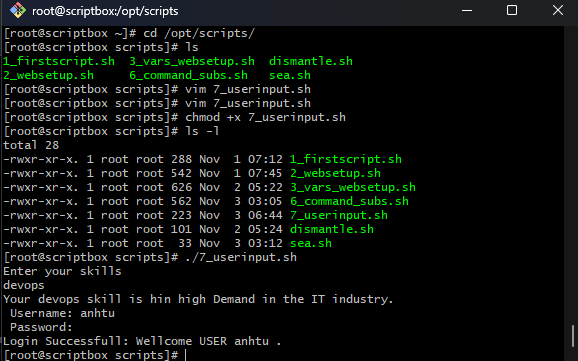 root@scriptbox:/opt/scripts
[root@scriptbox ~]# cd /opt/scripts/
[root@scriptbox scripts]# ls
1_firstscript.sh  3_vars_websetup.sh  dismantle.sh
2_websetup.sh     6_command_subs.sh   sea.sh
[root@scriptbox scripts]# vim 7_userinput.sh
[root@scriptbox scripts]# vim 7_userinput.sh
[root@scriptbox scripts]# chmod +x 7_userinput.sh
[root@scriptbox scripts]# ls -l
total 28
-rwxr-xr-x. 1 root root 288 Nov  1 07:12 1_firstscript.sh
-rwxr-xr-x. 1 root root 542 Nov  1 07:45 2_websetup.sh
-rwxr-xr-x. 1 root root 626 Nov  2 05:22 3_vars_websetup.sh
-rwxr-xr-x. 1 root root 562 Nov  3 03:05 6_command_subs.sh
-rwxr-xr-x. 1 root root 223 Nov  3 06:44 7_userinput.sh
-rwxr-xr-x. 1 root root 101 Nov  2 05:24 dismantle.sh
-rwxr-xr-x. 1 root root  33 Nov  3 03:12 sea.sh
[root@scriptbox scripts]# ./7_userinput.sh
Enter your skills
devops
Your devops skill is hin high Demand in the IT industry.
 Username: anhtu
 Password:
Login Successfull: Wellcome USER anhtu .
[root@scriptbox scripts]#